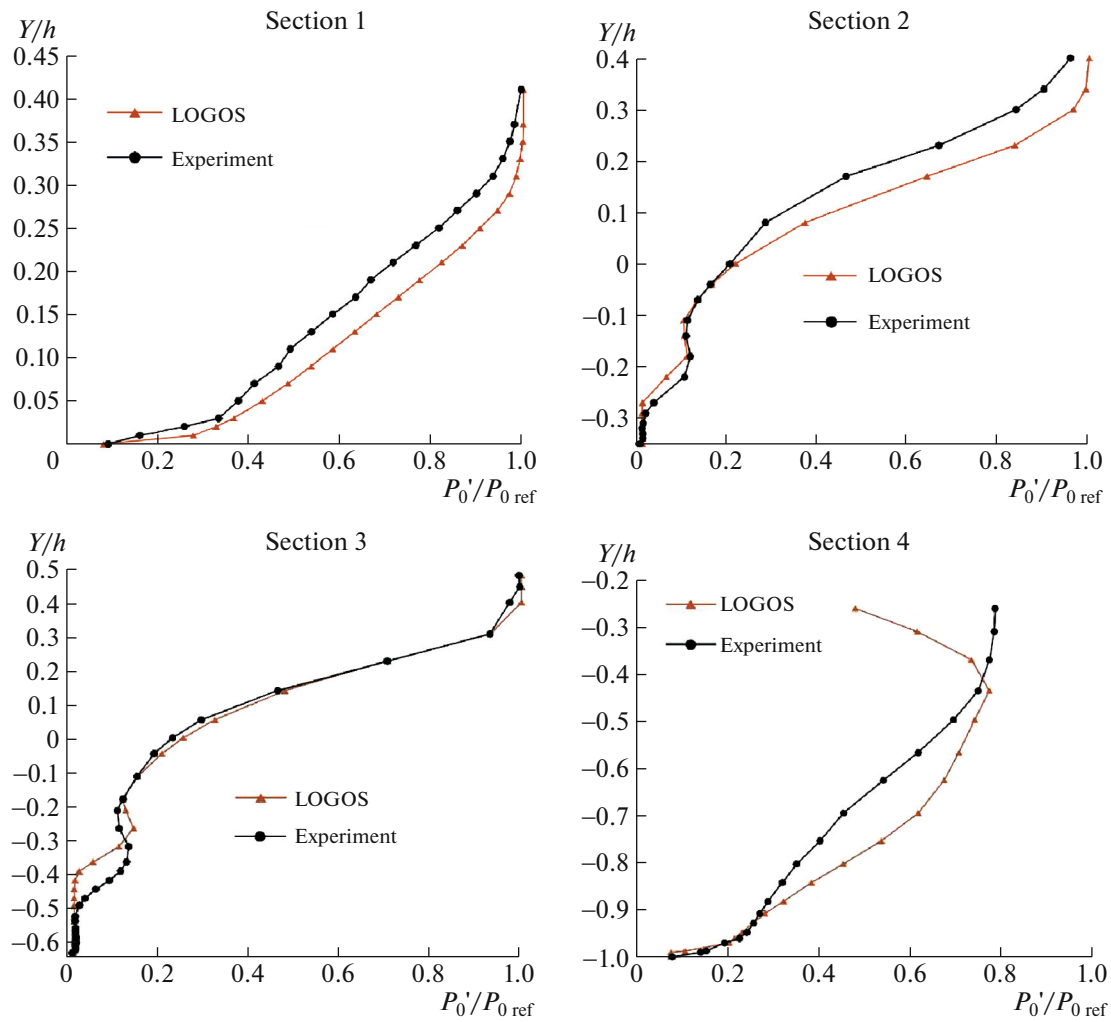 Section 1
Y/h
0.45
0.40
0.35
0.30
0.25
0.20
0.15
0.10
0.05
LOGOS
Experiment
0 0.2 0.4 0.6 0.8 1.0
P0'/P0 ref
Section 2
Y/h
0.4
0.3
0.2
0.1
0
–0.1
–0.2
–0.3
LOGOS
Experiment
0 0.2 0.4 0.6 0.8 1.0
P0'/P0 ref
Section 3
Y/h
0.5
0.4
0.3
0.2
0.1
0
–0.1
–0.2
–0.3
–0.4
–0.5
–0.6
LOGOS
Experiment
0 0.2 0.4 0.6 0.8 1.0
P0'/P0 ref
Section 4
Y/h
–0.2
–0.3
–0.4
–0.5
–0.6
–0.7
–0.8
–0.9
–1.0
LOGOS
Experiment
0 0.2 0.4 0.6 0.8 1.0
P0'/P0 ref